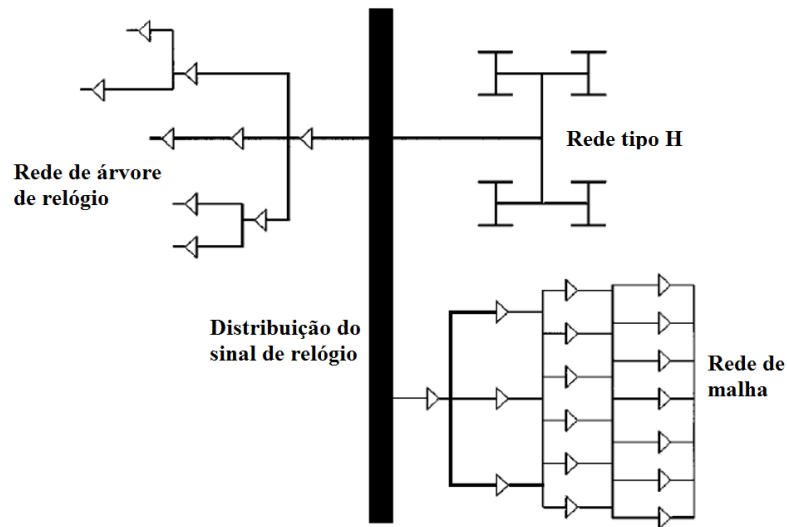 Rede tipo H
Rede de árvore
de relógio
Distribuição do
sinal de relógio
Rede de
malha